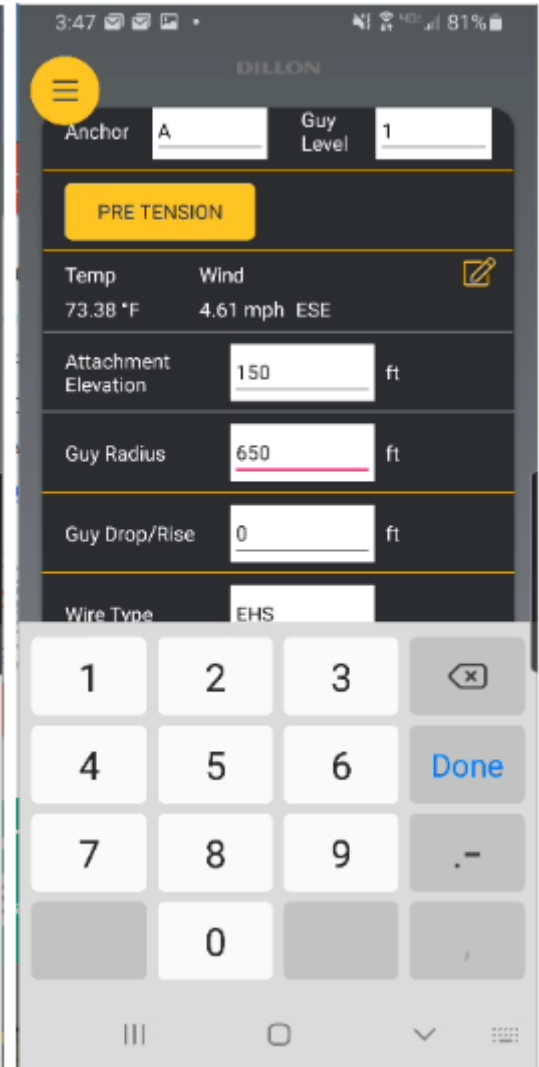 3:47 81%
DILLON
Anchor A Guy Level 1
PRE TENSION
Temp Wind
73.38 °F 4.61 mph ESE
Attachment Elevation 150 ft
Guy Radius 650 ft
Guy Drop/Rise 0 ft
Wire Type EHS
1 2 3
4 5 6 Done
7 8 9 .-
0 ,